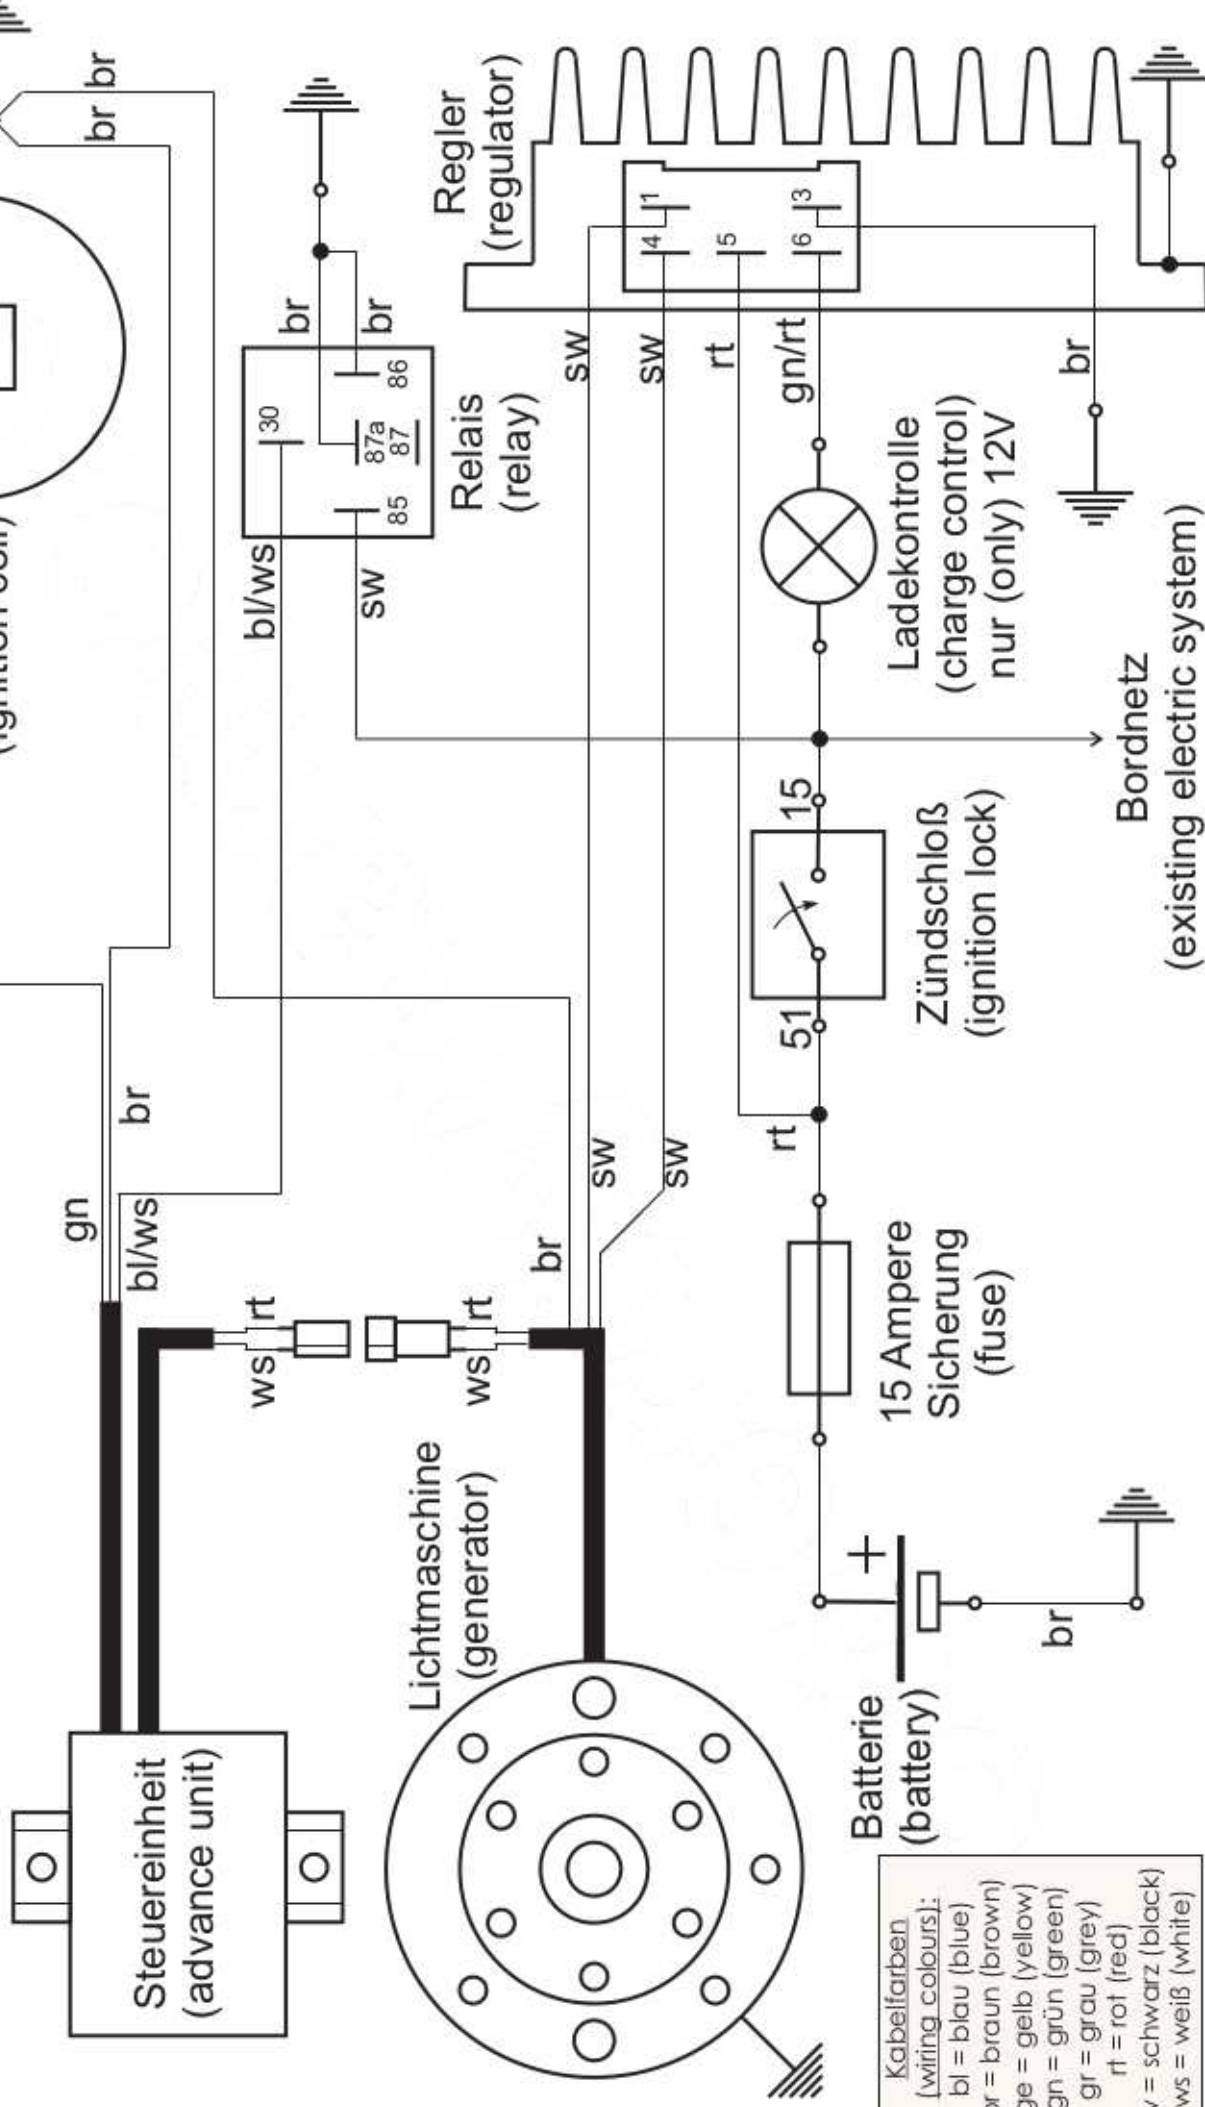 br
br
Regler
(regulator)
1
4
5
3
6
br
br
30
87a
87
86
85
Relais
(relay)
sw
sw
rt
gn/rt
br
bl/ws
sw
Ladekontrolle
(charge control)
nur (only) 12V
Bordnetz
(existing electric system)
15
51
Zündschloß
(ignition lock)
gn
br
bl/ws
ws
rt
ws
rt
br
sw
sw
rt
15 Ampere
Sicherung
(fuse)
Lichtmaschine
(generator)
Steuereinheit
(advance unit)
+
br
Batterie
(battery)
Kabelfarben
(wiring colours):
bl = blau (blue)
= braun (brown)
ge = gelb (yellow)
gn = grün (green)
gr = grau (grey)
rt = rot (red)
= schwarz (black)
ws = weiß (white)